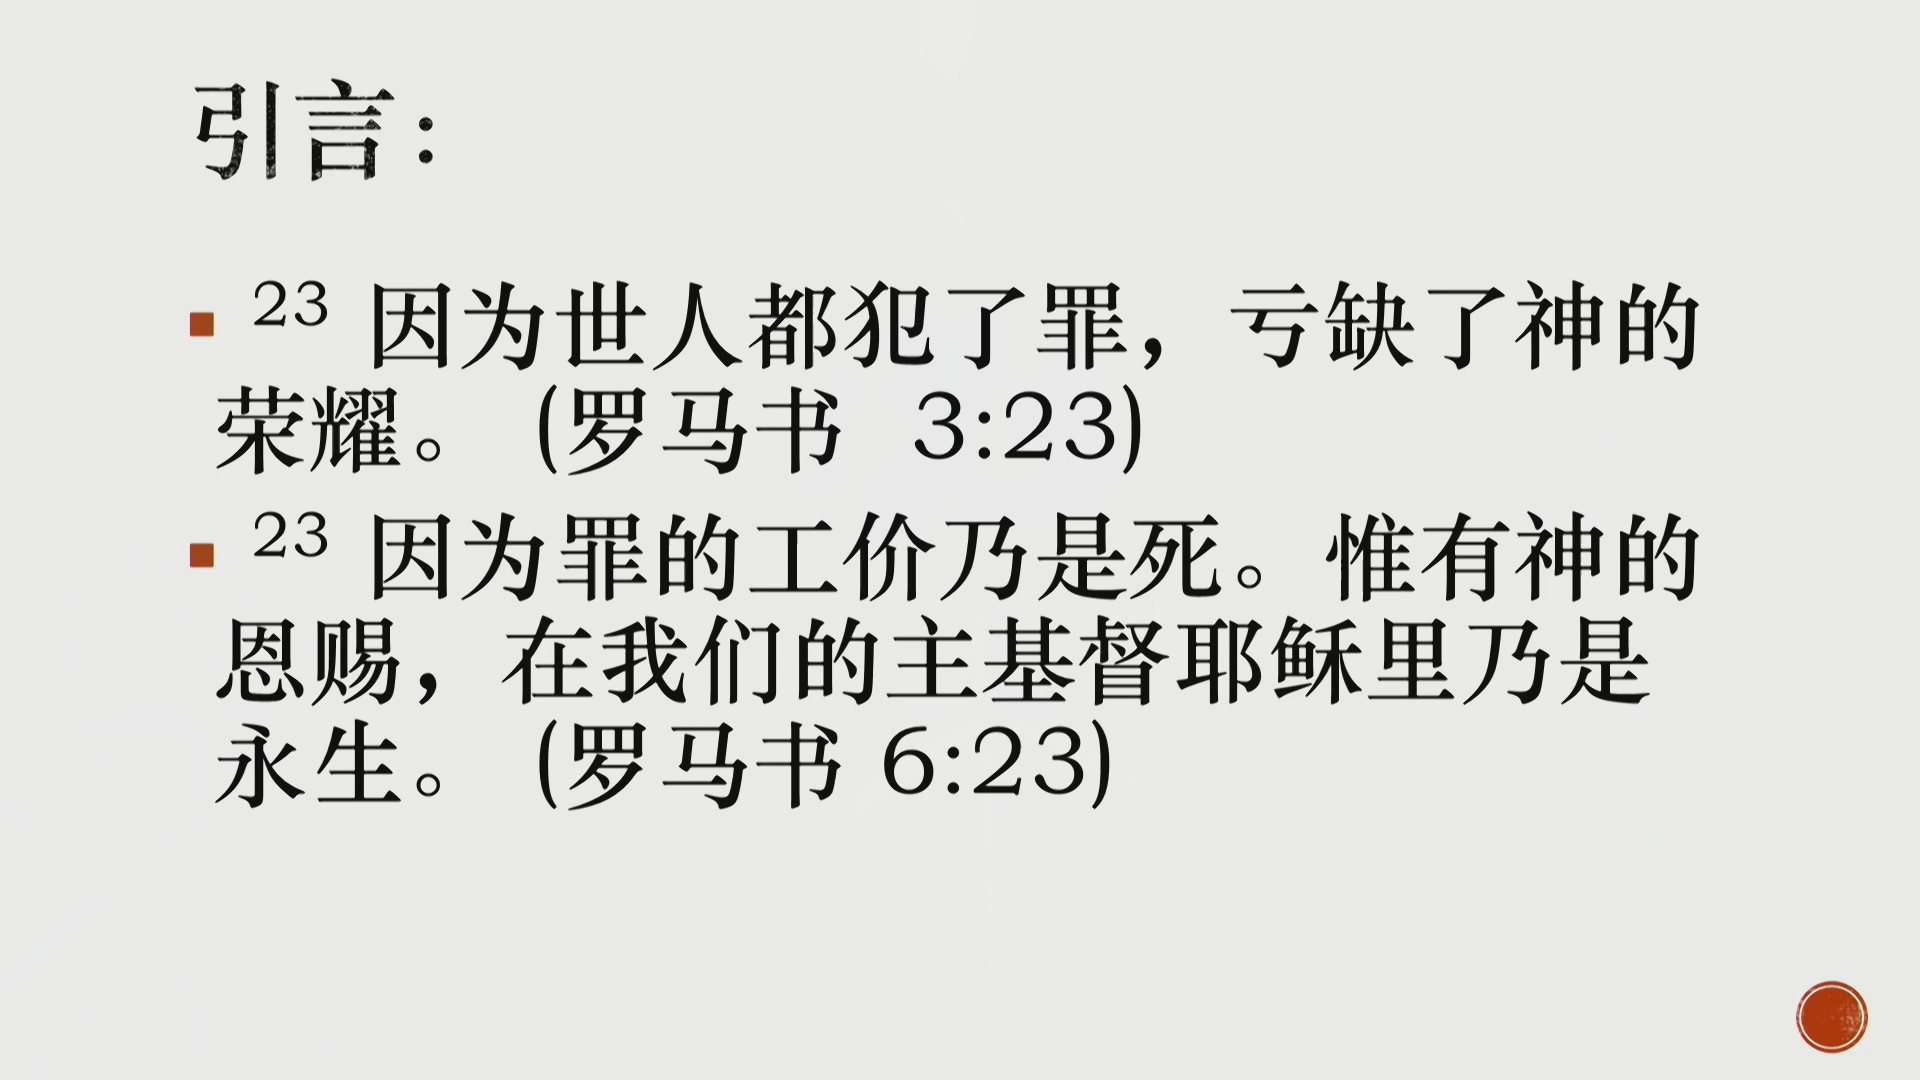 引言：
▪ 23 因为世人都犯了罪，亏缺了神的
荣耀。 (罗马书 3:23)
▪ 23 因为罪的工价乃是死。惟有神的
恩赐，在我们的主基督耶稣里乃是
永生。 (罗马书 6:23)